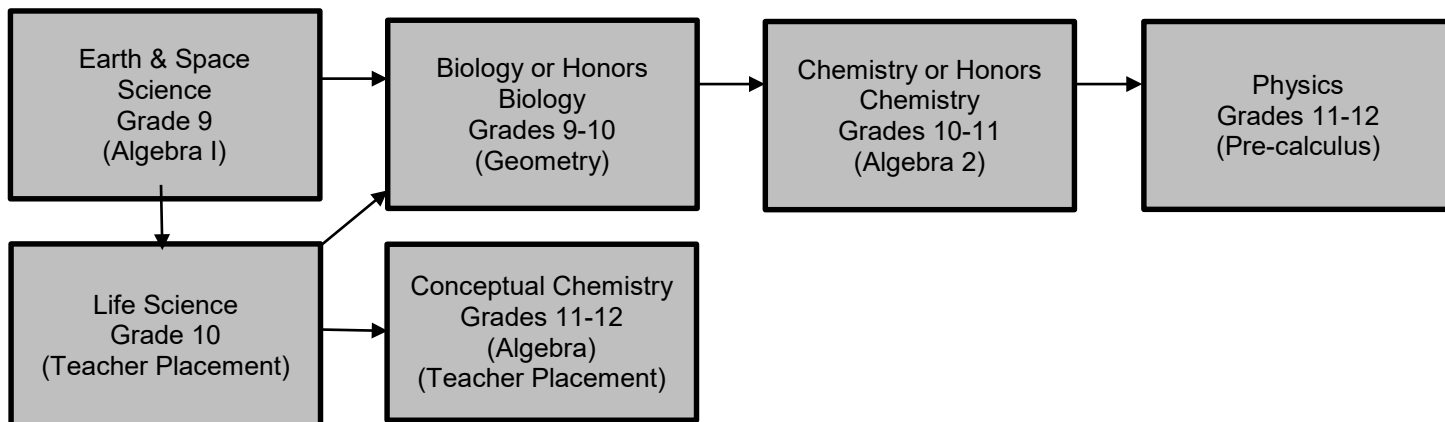 Earth & Space
Science
Grade 9
(Algebra I)
Biology or Honors
Biology
Grades 9-10
(Geometry)
Chemistry or Honors
Chemistry
Grades 10-11
(Algebra 2)
Physics
Grades 11-12
(Pre-calculus)
Life Science
Grade 10
(Teacher Placement)
Conceptual Chemistry
Grades 11-12
(Algebra)
(Teacher Placement)